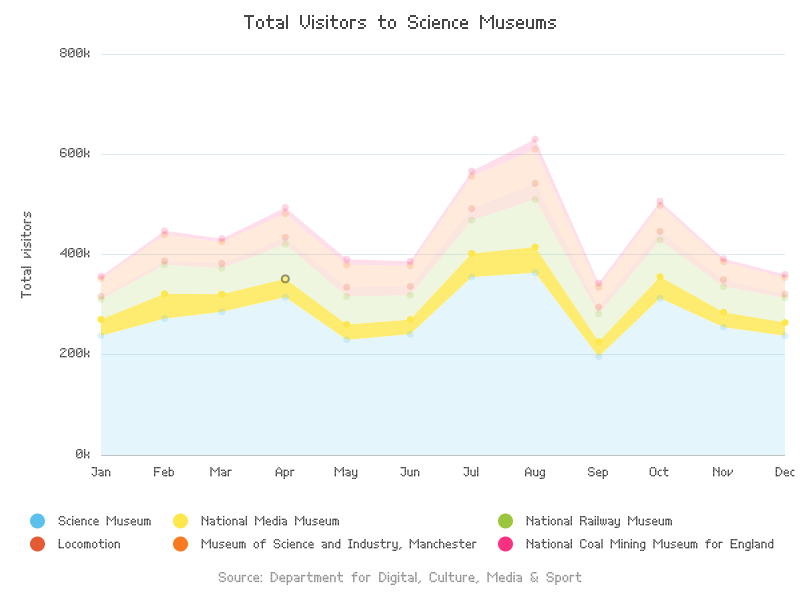 Total Visitors to Science Museums
800k
600k
400k
200k
0k
Total visitors
Jan Feb Mar Apr May Jun Jul Aug Sep Oct Nov Dec
Science Museum National Media Museum National Railway Museum
Locomotion Museum of Science and Industry, Manchester National Coal Mining Museum for England
Source: Department for Digital, Culture, Media & Sport